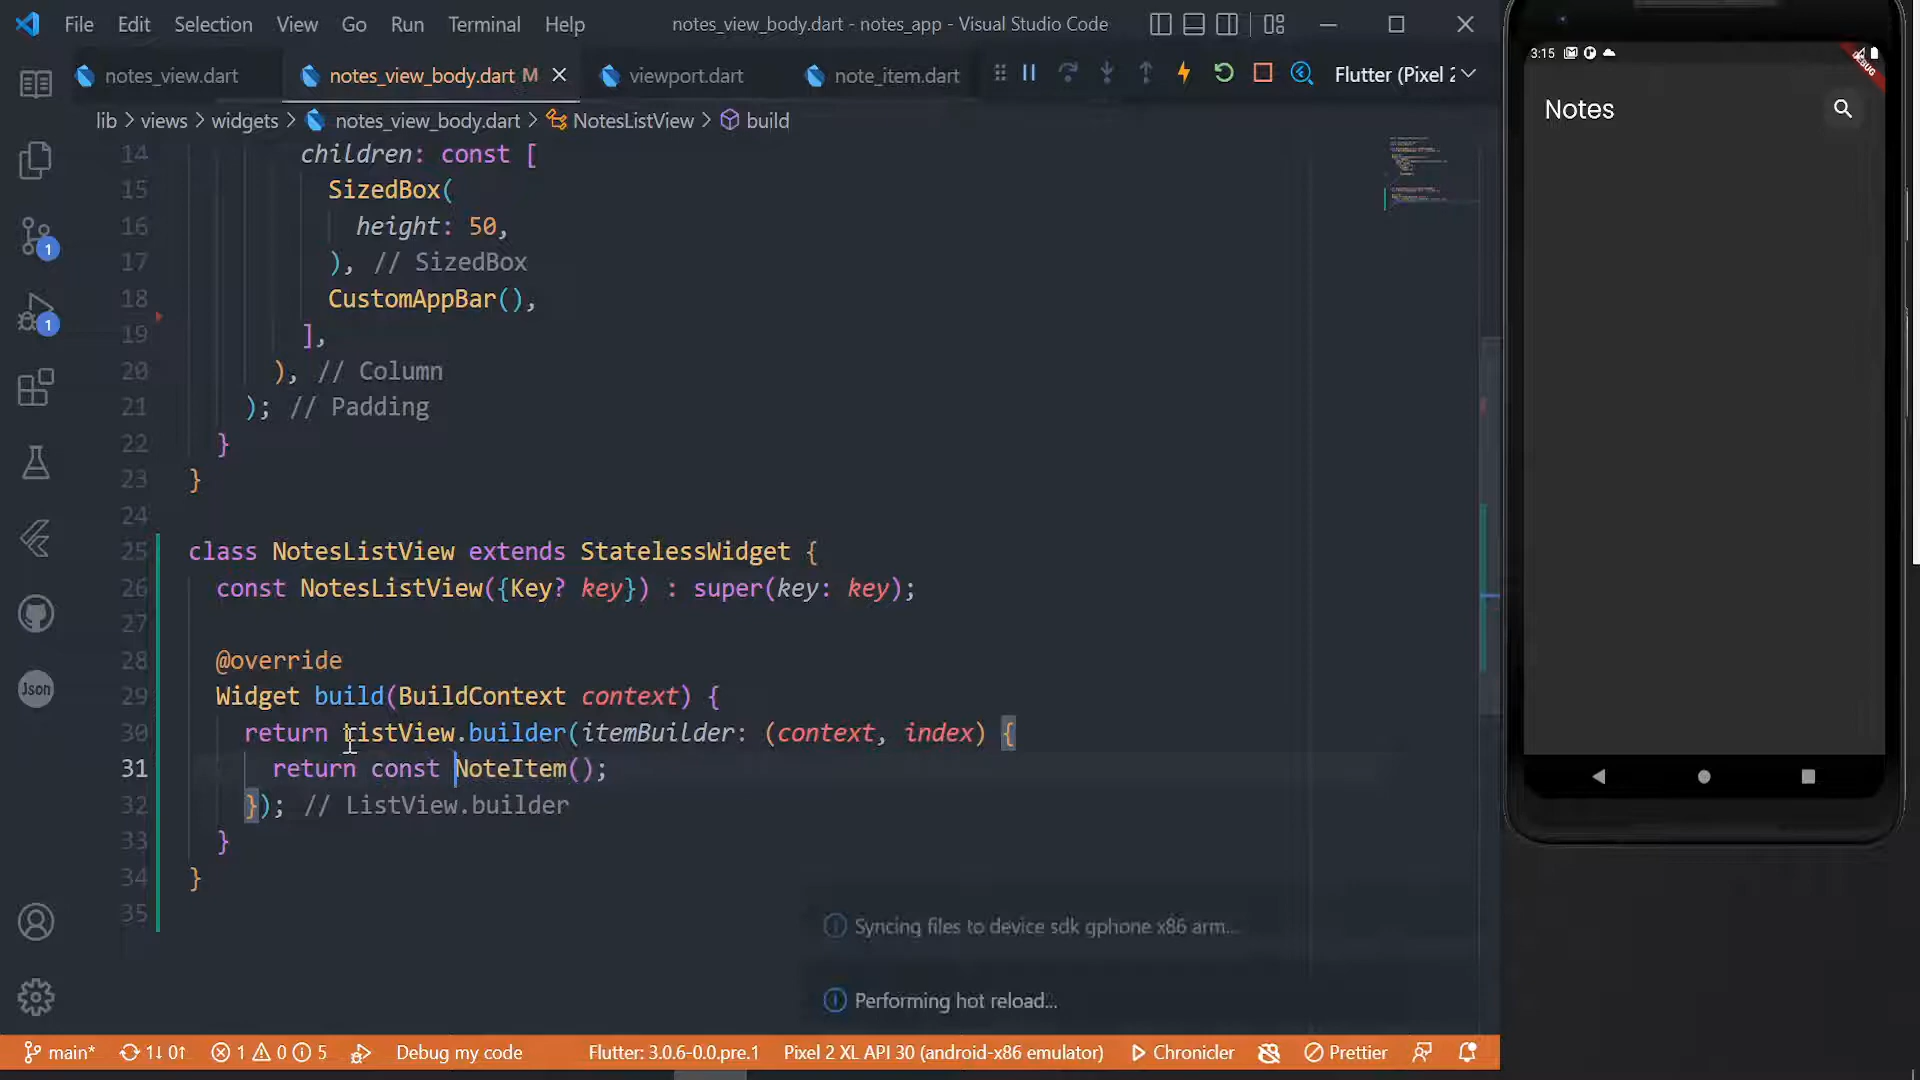 File Edit Selection View Go Run Terminal Help
notes_view_body.dart - notes_app - Visual Studio Code
notes_view.dart
notes_view_body.dart M
viewport.dart
note_item.dart
Flutter (Pixel 2
lib > views > widgets > notes_view_body.dart > NotesListView > build
14 children: const [
15 SizedBox(
16 height: 50,
17 ), // SizedBox
18 CustomAppBar(),
19 ],
20 ), // Column
21 ); // Padding
22 }
23 }
24
25 class NotesListView extends StatelessWidget {
26 const NotesListView({Key? key}) : super(key: key);
27
28 @override
29 Widget build(BuildContext context) {
30 return ListView.builder(itemBuilder: (context, index) {
31 return const NoteItem();
32 }); // ListView.builder
33 }
34 }
35
1
1
Json
Syncing files to device sdk gphone x86 arm...
Performing hot reload...
main* 1↓ 0↑ 1 0 5 Debug my code Flutter: 3.0.6-0.0.pre.1 Pixel 2 XL API 30 (android-x86 emulator) Chronicler Prettier
3:15
DEBUG
Notes